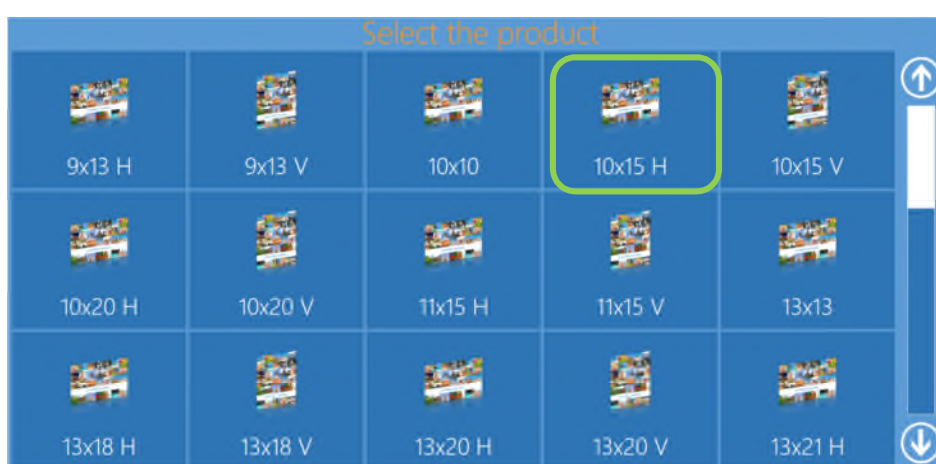 Select the product
9x13 H 9x13 V 10x10 10x15 H 10x15 V
10x20 H 10x20 V 11x15 H 11x15 V 13x13
13x18 H 13x18 V 13x20 H 13x20 V 13x21 H